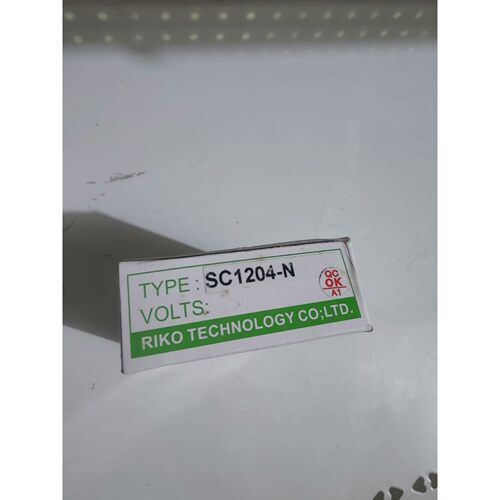 TYPE: SC1204-N
VOLTS:
QC
OK
A1
RIKO TECHNOLOGY CO;LTD.